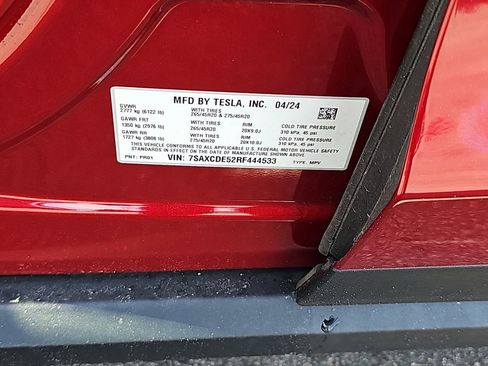 MFD BY TESLA, INC. 04/24
GVWR
2777 kg (6122 lb)
WITH TIRES
265/45R20 & 275/45R20
GAWR FRT
1350 kg (2976 lb)
WITH TIRES
265/45R20
RIM
20X9.0J
COLD TIRE PRESSURE
310 kPa, 45 psi
GAWR RR
1727 kg (3808 lb)
WITH TIRES
275/45R20
RIM
20X10.0J
COLD TIRE PRESSURE
310 kPa, 45 psi
THIS VEHICLE CONFORMS TO ALL APPLICABLE U.S. FEDERAL MOTOR VEHICLE SAFETY
STANDARDS IN EFFECT ON THE DATE OF MANUFACTURE SHOWN ABOVE.
PNT: PR01 VIN: 7SAXCDE52RF444533 TYPE: MPV